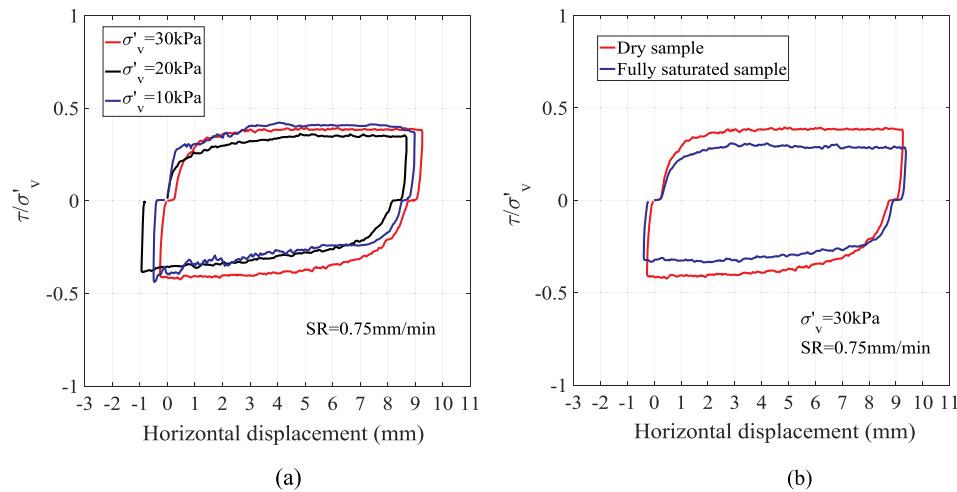 1
0.5
0
-0.5
-1
τ/σ'v
σ'v=30kPa
σ'v=20kPa
σ'v=10kPa
SR=0.75mm/min
-3 -2 -1 0 1 2 3 4 5 6 7 8 9 10 11
Horizontal displacement (mm)
(a)
1
0.5
0
-0.5
-1
τ/σ'v
Dry sample
Fully saturated sample
σ'v=30kPa
SR=0.75mm/min
-3 -2 -1 0 1 2 3 4 5 6 7 8 9 10 11
Horizontal displacement (mm)
(b)